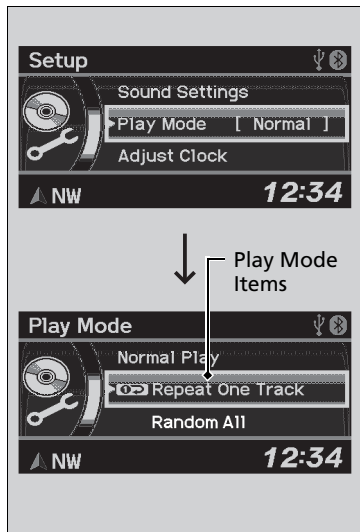 Setup
Sound Settings
Play Mode [ Normal ]
Adjust Clock
NW
12:34
Play Mode
Items
Play Mode
Normal Play
Repeat One Track
Random All
NW
12:34